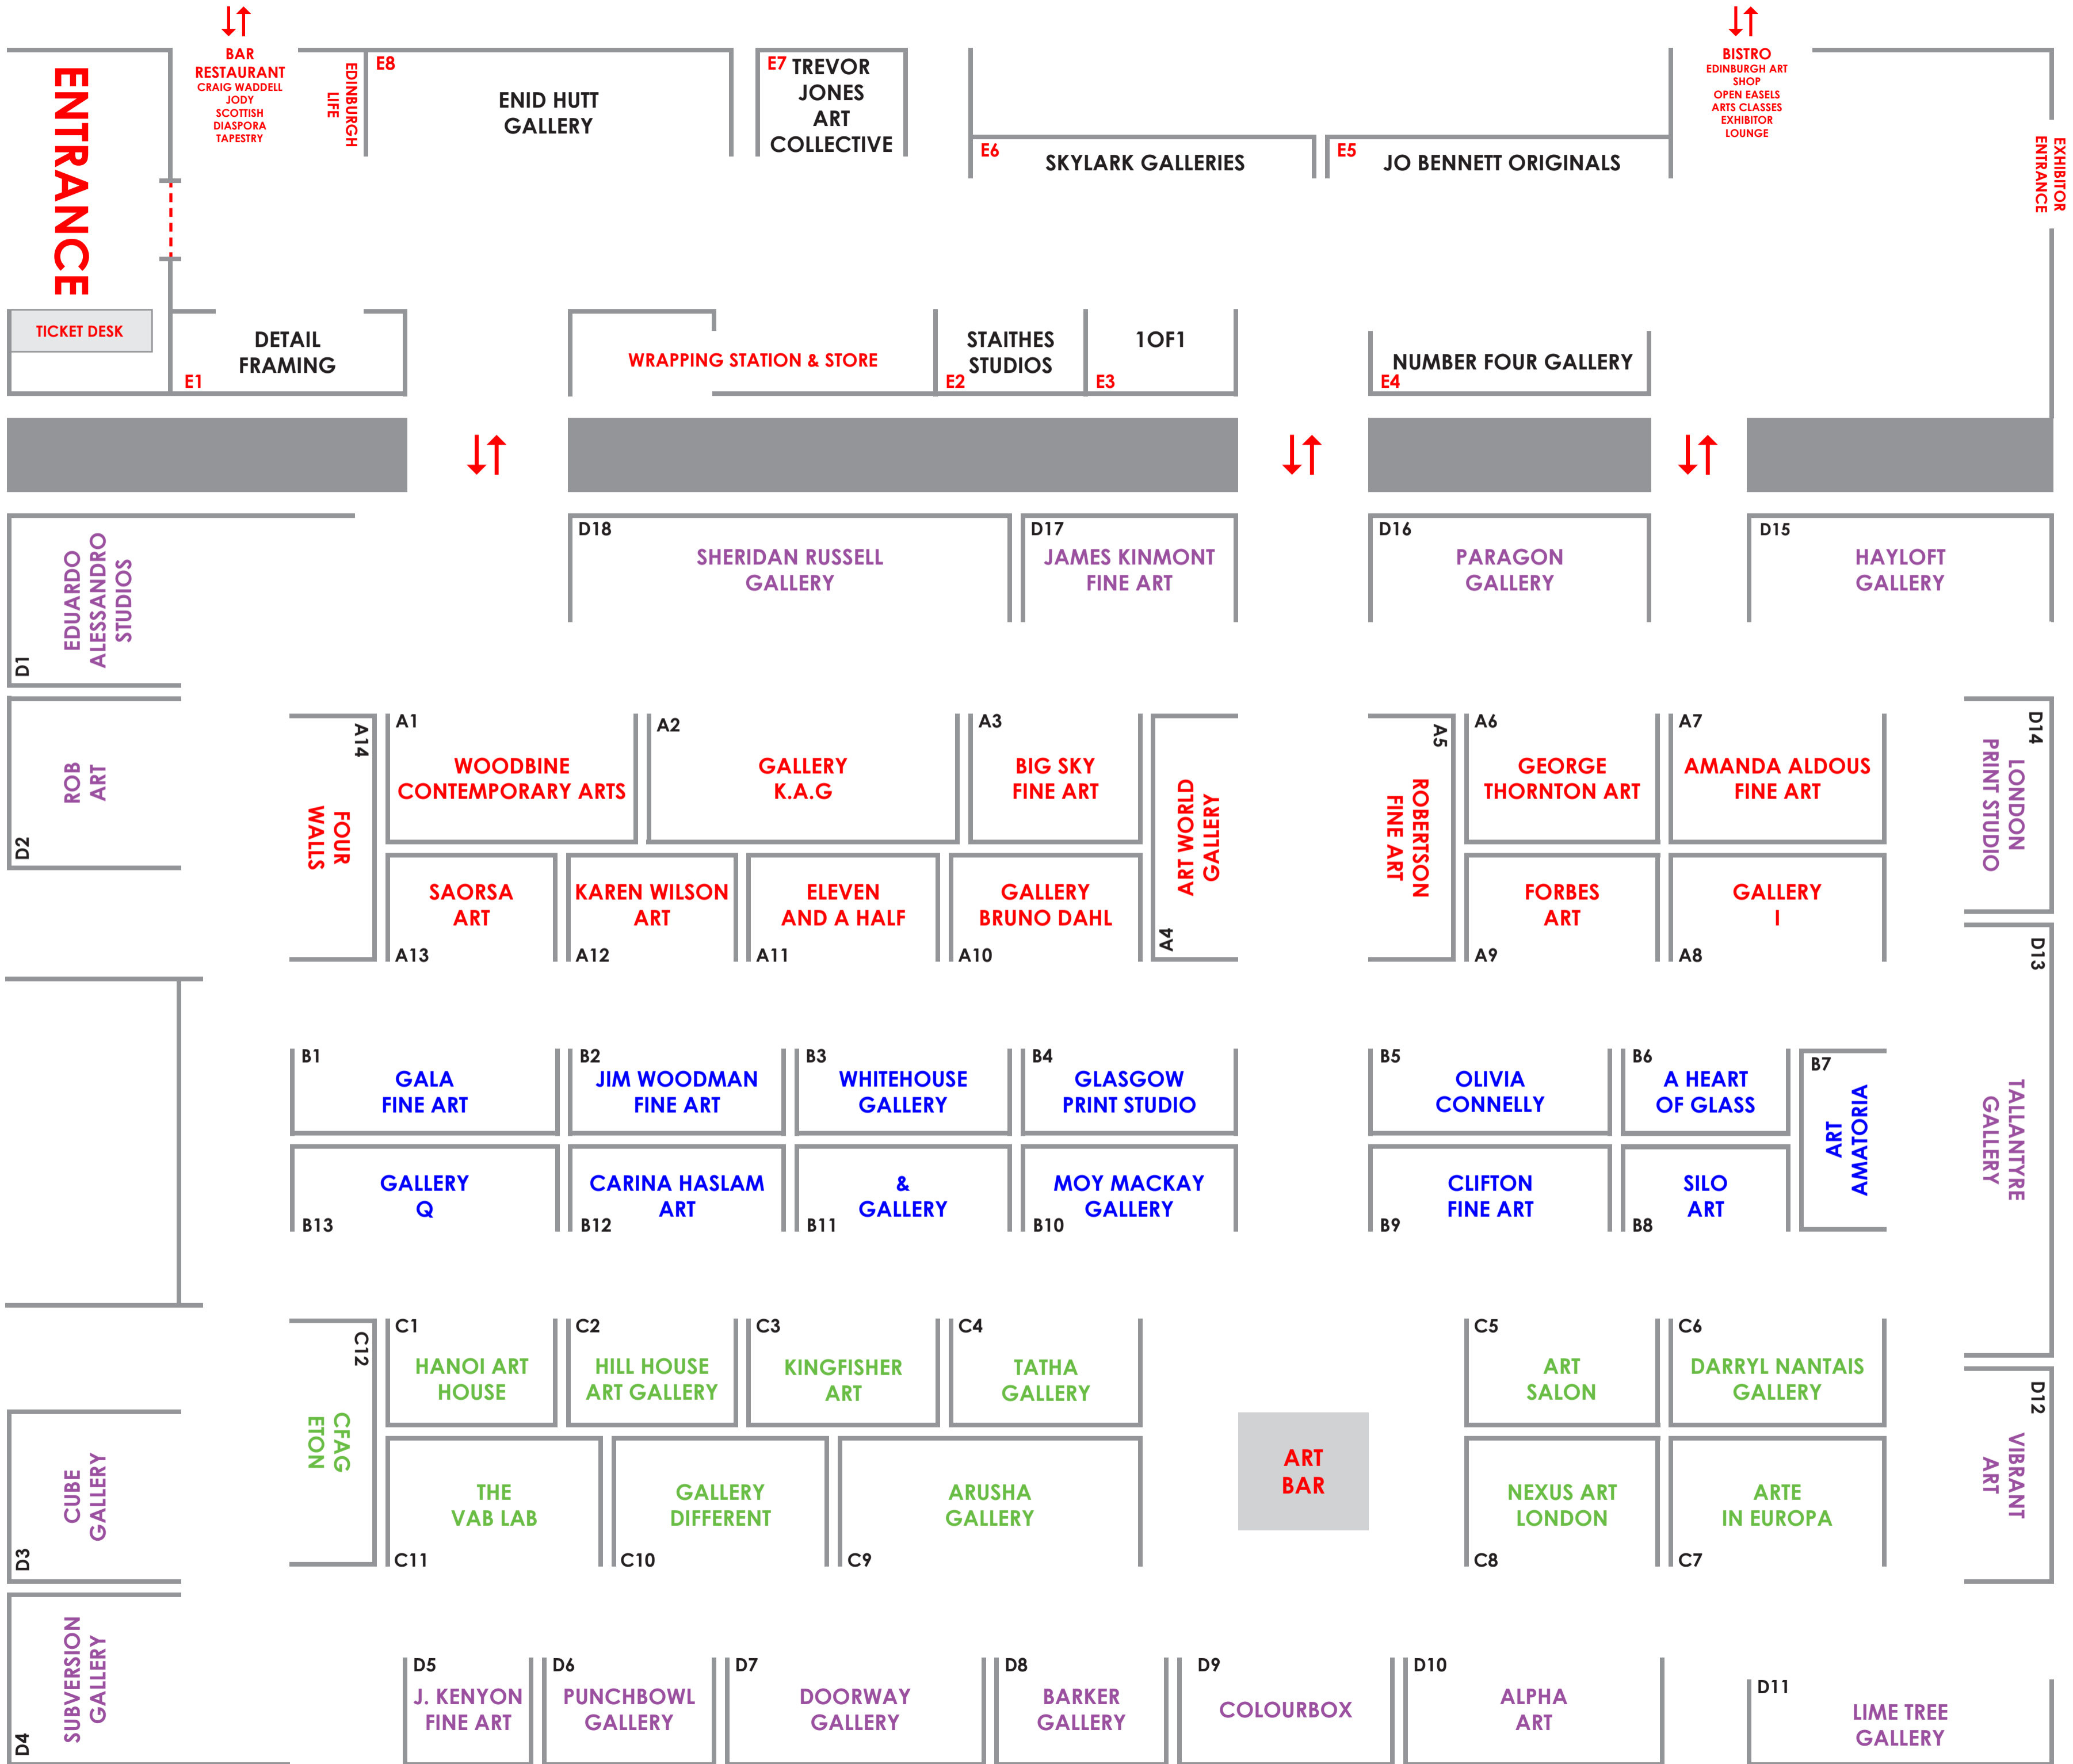 BAR
RESTAURANT
CRAIG WADDELL
JODY
SCOTTISH
DIASPORA
TAPESTRY
EDINBURGH
LIFE
E8
ENID HUTT
GALLERY
E7
TREVOR
JONES
ART
COLLECTIVE
E6
SKYLARK GALLERIES
E5
JO BENNETT ORIGINALS
BISTRO
EDINBURGH ART
SHOP
OPEN EASELS
ARTS CLASSES
EXHIBITOR
LOUNGE
EXHIBITOR
ENTRANCE
ENTRANCE
TICKET DESK
E1
DETAIL
FRAMING
WRAPPING STATION & STORE
E2
STAITHES
STUDIOS
E3
1OF1
E4
NUMBER FOUR GALLERY
D1
EDUARDO
ALESSANDRO
STUDIOS
D18
SHERIDAN RUSSELL
GALLERY
D17
JAMES KINMONT
FINE ART
D16
PARAGON
GALLERY
D15
HAYLOFT
GALLERY
D2
ROB
ART
A14
FOUR
WALLS
A1
WOODBINE
CONTEMPORARY ARTS
A2
GALLERY
K.A.G
A3
BIG SKY
FINE ART
A4
ART WORLD
GALLERY
A5
ROBERTSON
FINE ART
A6
GEORGE
THORNTON ART
A7
AMANDA ALDOUS
FINE ART
D14
LONDON
PRINT STUDIO
SAORSA
ART
A13
KAREN WILSON
ART
A12
ELEVEN
AND A HALF
A11
GALLERY
BRUNO DAHL
A10
FORBES
ART
A9
GALLERY
I
A8
D13
TALLANTYRE
GALLERY
B1
GALA
FINE ART
B2
JIM WOODMAN
FINE ART
B3
WHITEHOUSE
GALLERY
B4
GLASGOW
PRINT STUDIO
B5
OLIVIA
CONNELLY
B6
A HEART
OF GLASS
B7
ART
AMATORIA
GALLERY
Q
B13
CARINA HASLAM
ART
B12
&
GALLERY
B11
MOY MACKAY
GALLERY
B10
CLIFTON
FINE ART
B9
SILO
ART
B8
C12
CFAG
ETON
C1
HANOI ART
HOUSE
C2
HILL HOUSE
ART GALLERY
C3
KINGFISHER
ART
C4
TATHA
GALLERY
C5
ART
SALON
C6
DARRYL NANTAIS
GALLERY
D12
VIBRANT
ART
D3
CUBE
GALLERY
THE
VAB LAB
C11
GALLERY
DIFFERENT
C10
ARUSHA
GALLERY
C9
ART
BAR
NEXUS ART
LONDON
C8
ARTE
IN EUROPA
C7
D4
SUBVERSION
GALLERY
D5
J. KENYON
FINE ART
D6
PUNCHBOWL
GALLERY
D7
DOORWAY
GALLERY
D8
BARKER
GALLERY
D9
COLOURBOX
D10
ALPHA
ART
D11
LIME TREE
GALLERY